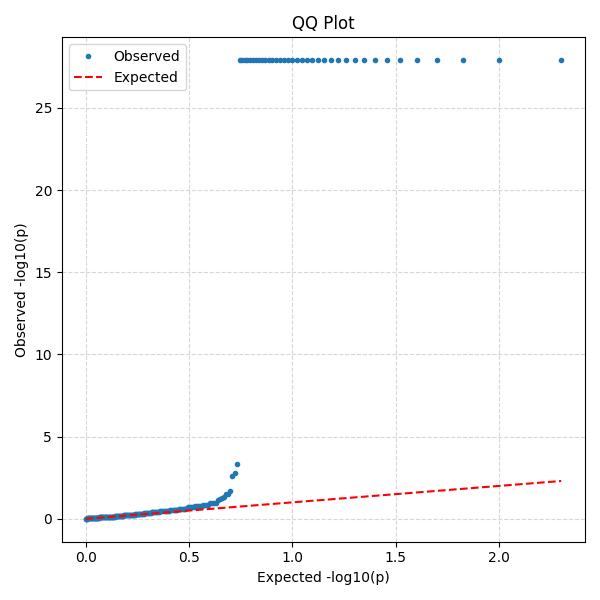 QQ Plot
Observed
Expected
Observed -log10(p)
25
20
15
10
5
0
0.0 0.5 1.0 1.5 2.0
Expected -log10(p)